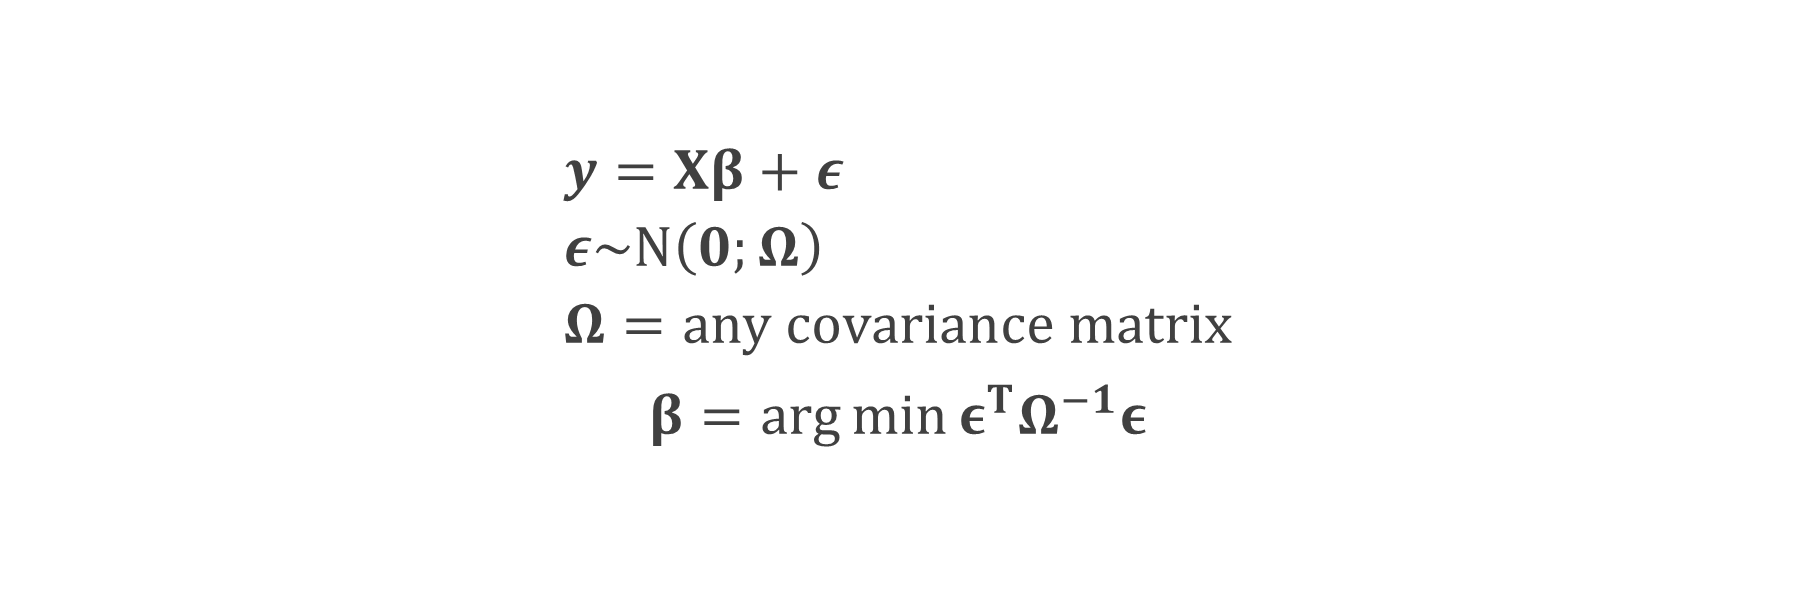 y = Xβ + ϵ
ϵ~N(0; Ω)
Ω = any covariance matrix
β = arg min ϵᵀΩ⁻¹ϵ